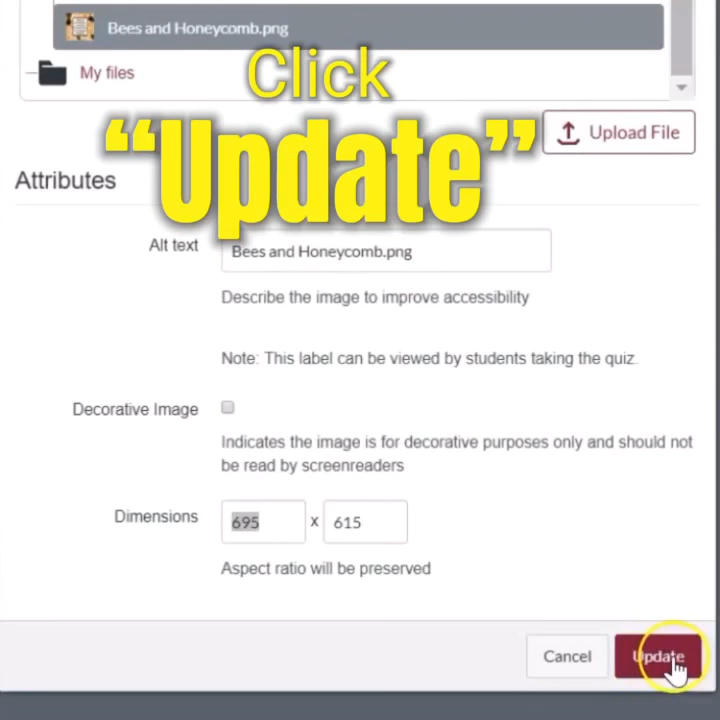 Bees and Honeycomb.png
My files
Click
“Update”
Upload File
Attributes
Alt text
Bees and Honeycomb.png
Describe the image to improve accessibility
Note: This label can be viewed by students taking the quiz.
Decorative Image
Indicates the image is for decorative purposes only and should not
be read by screenreaders
Dimensions
695 x 615
Aspect ratio will be preserved
Cancel
Update